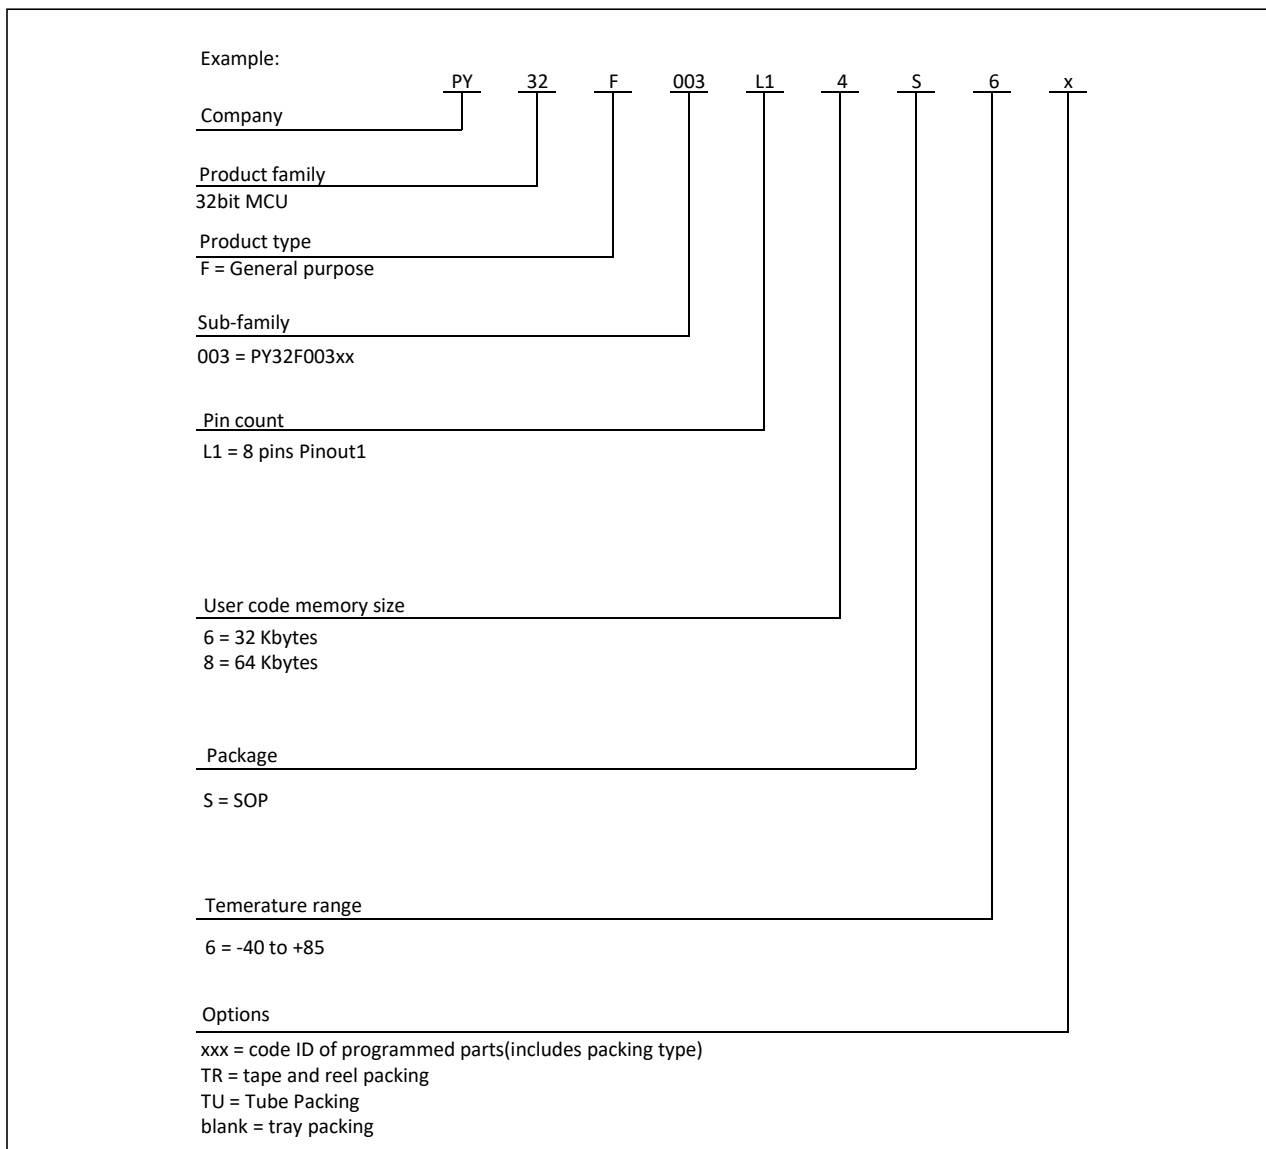 Example:
PY 32 F 003 L1 4 S 6 x
Company
Product family
32bit MCU
Product type
F = General purpose
Sub-family
003 = PY32F003xx
Pin count
L1 = 8 pins Pinout1
User code memory size
6 = 32 Kbytes
8 = 64 Kbytes
Package
S = SOP
Temerature range
6 = -40 to +85
Options
xxx = code ID of programmed parts(includes packing type)
TR = tape and reel packing
TU = Tube Packing
blank = tray packing